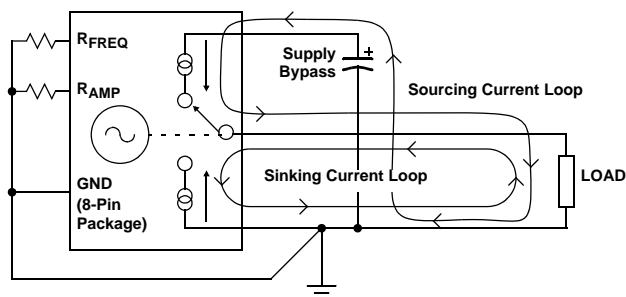 RFREQ
RAMP
GND
(8-Pin
Package)
Supply
Bypass
+
Sourcing Current Loop
Sinking Current Loop
LOAD